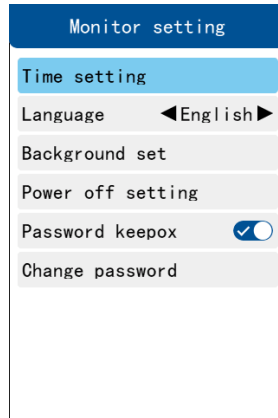 Monitor setting
Time setting
Language ◀English▶
Background set
Power off setting
Password keepox
Change password